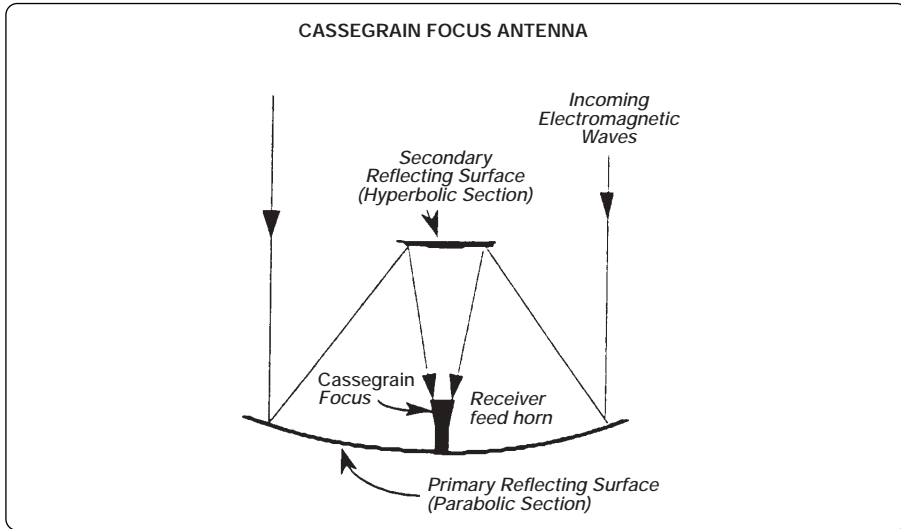 CASSEGRAIN FOCUS ANTENNA
Incoming
Electromagnetic
Waves
Secondary
Reflecting Surface
(Hyperbolic Section)
Cassegrain
Focus
Receiver
feed horn
Primary Reflecting Surface
(Parabolic Section)